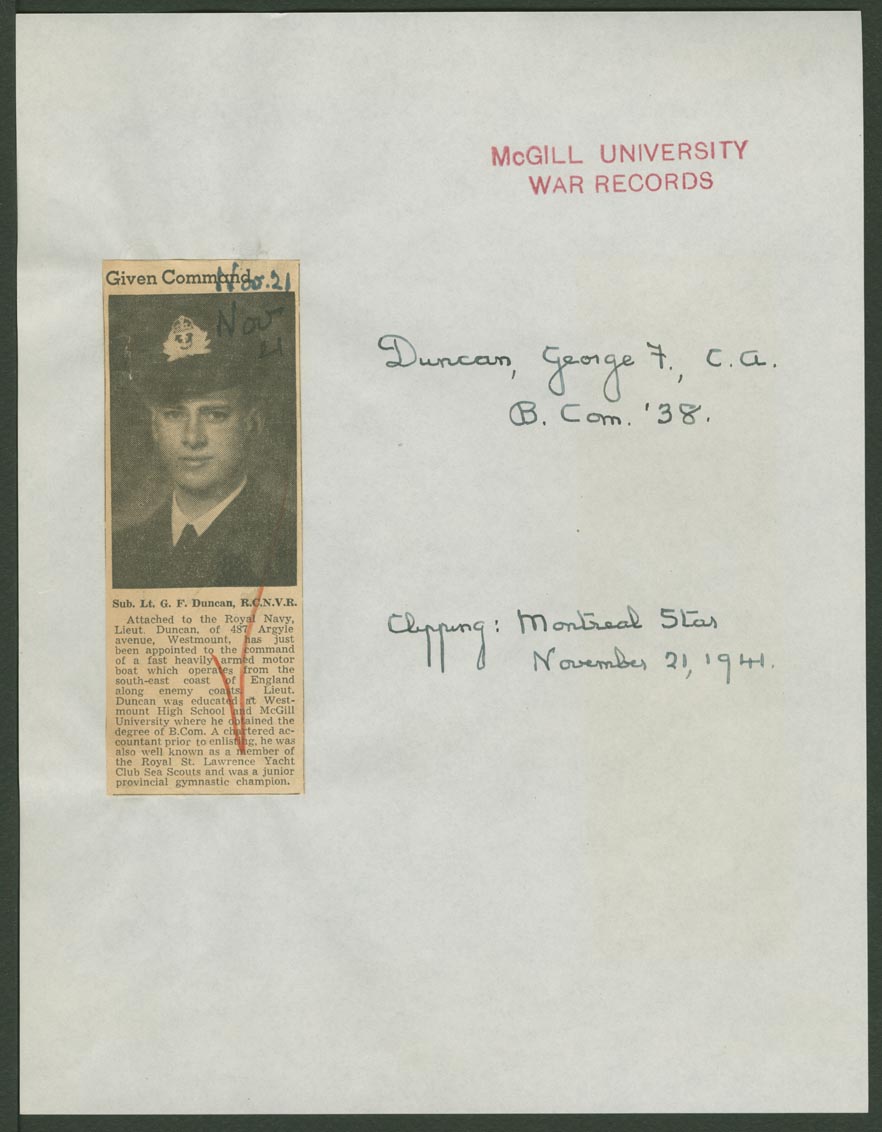 McGILL UNIVERSITY
WAR RECORDS
Given Command
Nov. 21
Nov
21
Duncan, George F., C.A.
B. Com. '38.
Sub. Lt. G. F. Duncan, R.C.N.V.R.
Attached to the Royal Navy,
Lieut. Duncan, of 487 Argyle
avenue, Westmount, has just
been appointed to the command
of a fast heavily armed motor
boat which operates from the
south-east coast of England
along enemy coasts. Lieut.
Duncan was educated at West-
mount High School and McGill
University where he obtained the
degree of B.Com. A chartered ac-
countant prior to enlisting, he was
also well known as a member of
the Royal St. Lawrence Yacht
Club Sea Scouts and was a junior
provincial gymnastic champion.
Clipping: Montreal Star
November 21, 1941.